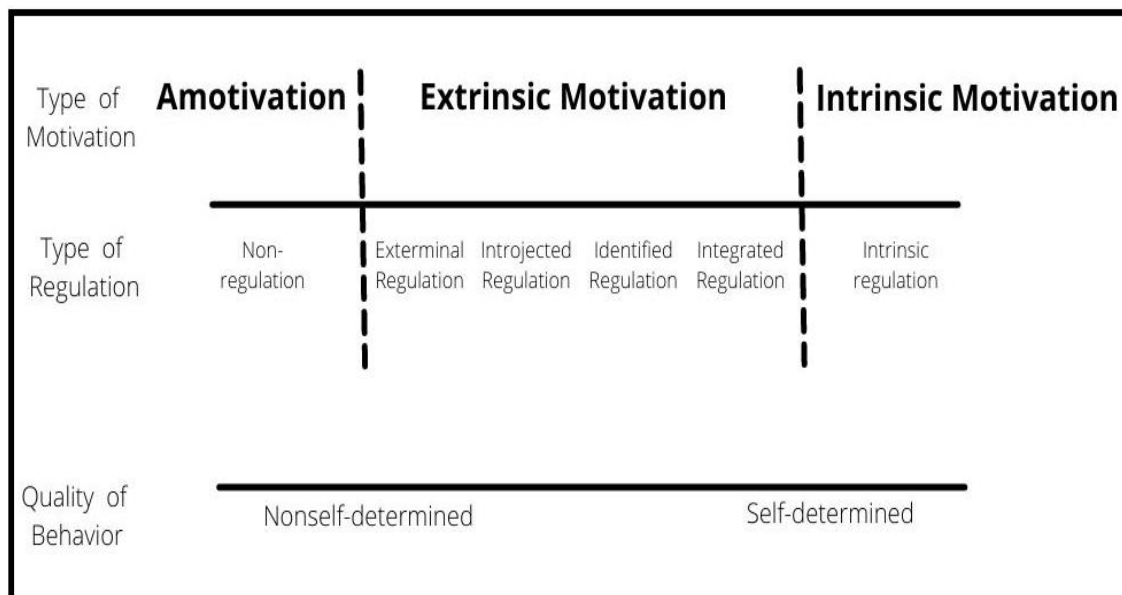 Type of
Motivation
Amotivation
Extrinsic Motivation
Intrinsic Motivation
Type of
Regulation
Non-
regulation
Exterminal
Regulation
Introjected
Regulation
Identified
Regulation
Integrated
Regulation
Intrinsic
regulation
Quality of
Behavior
Nonself-determined
Self-determined